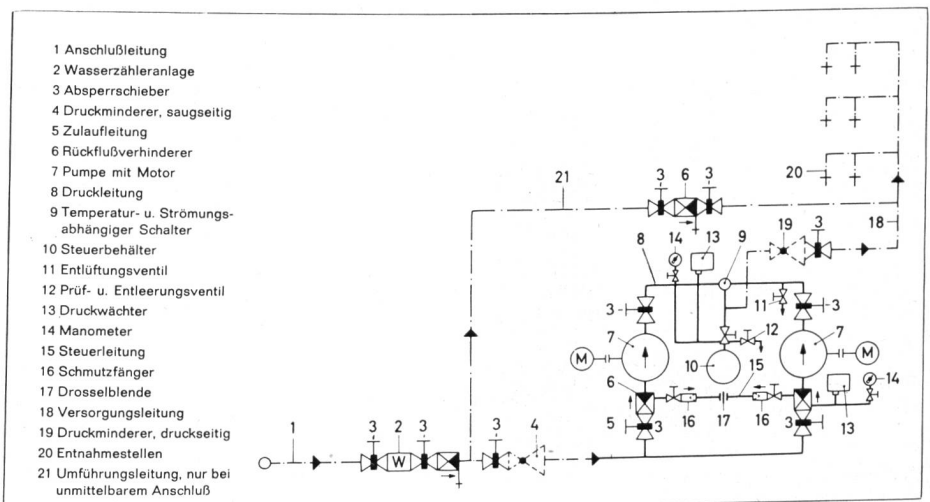 1 Anschlußleitung
2 Wasserzähleranlage
3 Absperrschieber
4 Druckminderer, saugseitig
5 Zulaufleitung
6 Rückflußverhinderer
7 Pumpe mit Motor
8 Druckleitung
9 Temperatur- u. Strömungs-
abhängiger Schalter
10 Steuerbehälter
11 Entlüftungsventil
12 Prüf- u. Entleerungsventil
13 Druckwächter
14 Manometer
15 Steuerleitung
16 Schmutzfänger
17 Drosselblende
18 Versorgungsleitung
19 Druckminderer, druckseitig
20 Entnahmestellen
21 Umführungsleitung, nur bei
unmittelbarem Anschluß
20
21 3 6 3
14 13 9 19 3 18
8
3 11 3
7 12 7
M 10 M
6 15 14
16 17 16 13
5 3 3
1 3 2 3 3 4
W